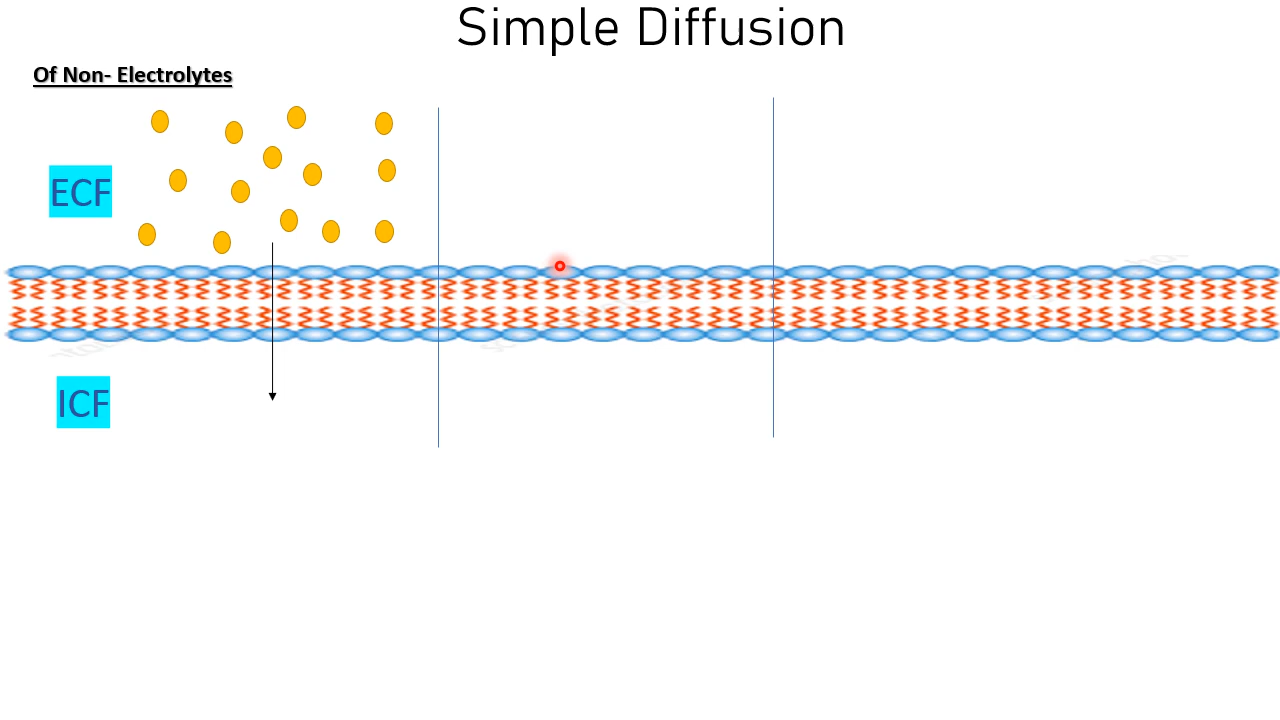 Simple Diffusion
Of Non- Electrolytes
ECF
ICF